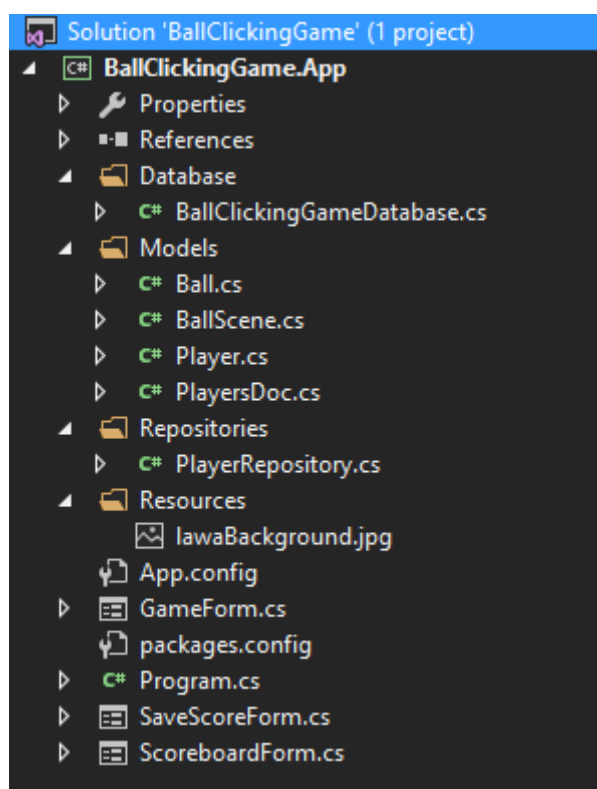 Solution 'BallClickingGame' (1 project)
C# BallClickingGame.App
Properties
References
Database
C# BallClickingGameDatabase.cs
Models
C# Ball.cs
C# BallScene.cs
C# Player.cs
C# PlayersDoc.cs
Repositories
C# PlayerRepository.cs
Resources
lawaBackground.jpg
App.config
GameForm.cs
packages.config
C# Program.cs
SaveScoreForm.cs
ScoreboardForm.cs